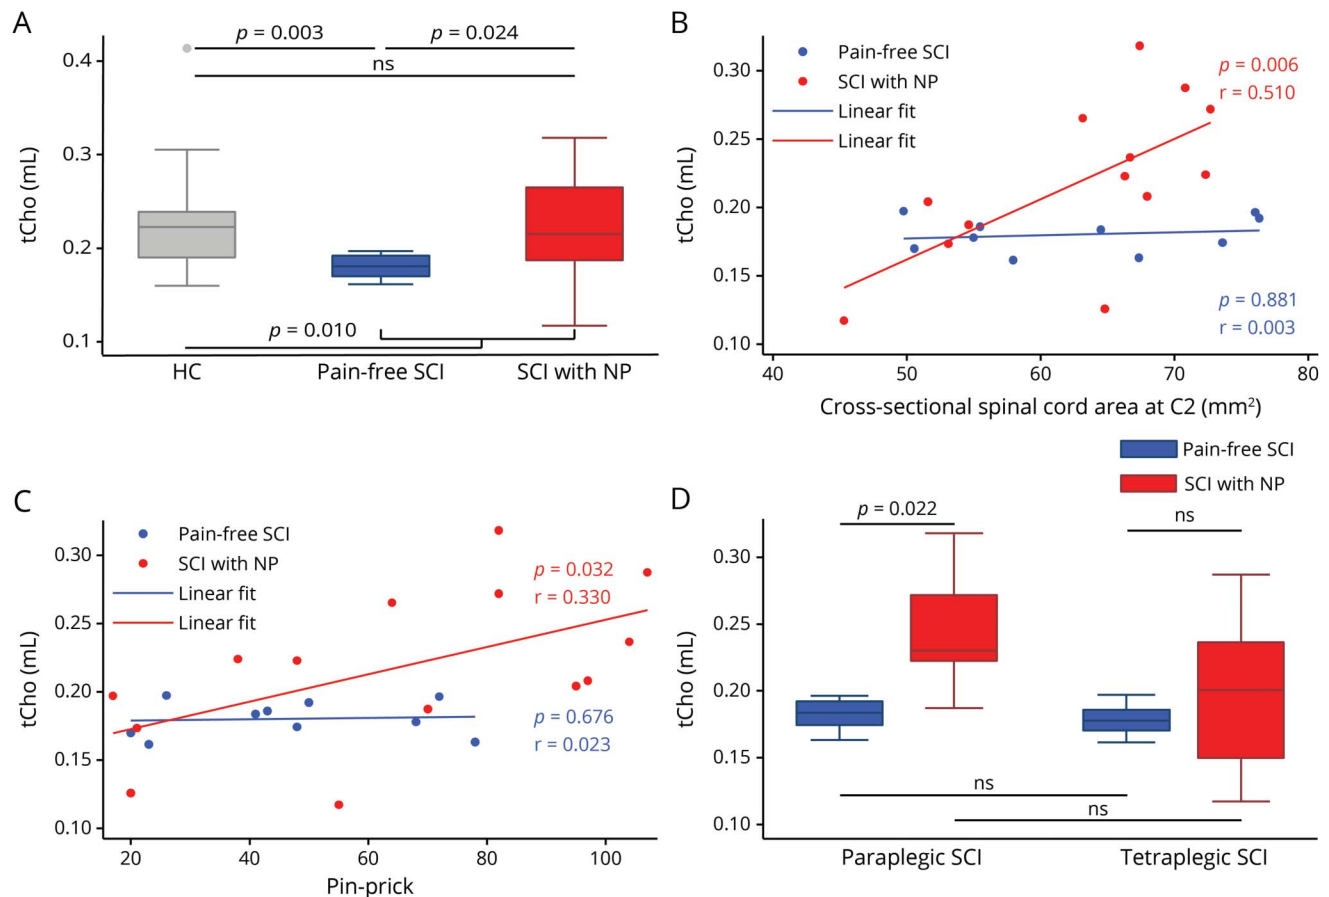 A
p = 0.003
p = 0.024
ns
0.4
0.3
0.2
0.1
tCho (mL)
p = 0.010
HC
Pain-free SCI
SCI with NP
B
Pain-free SCI
SCI with NP
Linear fit
Linear fit
p = 0.006
r = 0.510
0.30
0.25
0.20
0.15
0.10
tCho (mL)
p = 0.881
r = 0.003
40
50
60
70
80
Cross-sectional spinal cord area at C2 (mm²)
C
Pain-free SCI
SCI with NP
Linear fit
Linear fit
p = 0.032
r = 0.330
0.30
0.25
0.20
0.15
0.10
tCho (mL)
p = 0.676
r = 0.023
20
40
60
80
100
Pin-prick
Pain-free SCI
SCI with NP
D
p = 0.022
ns
0.30
0.25
0.20
0.15
0.10
tCho (mL)
ns
ns
Paraplegic SCI
Tetraplegic SCI